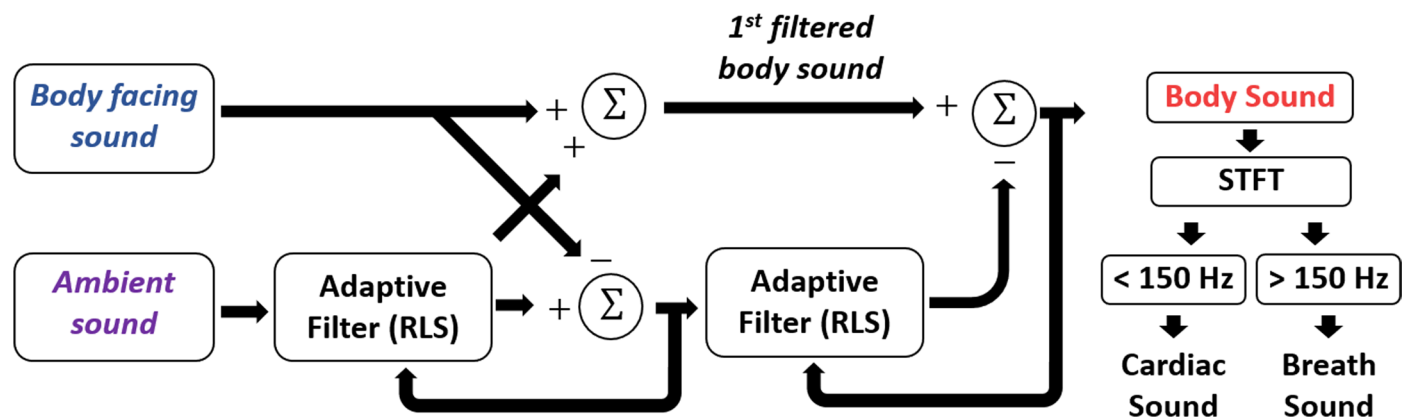 Body facing
sound
+
Σ
+
1st filtered
body sound
+
Σ
−
Ambient
sound
Adaptive
Filter (RLS)
−
+
Σ
Adaptive
Filter (RLS)
Body Sound
STFT
< 150 Hz
> 150 Hz
Cardiac
Sound
Breath
Sound